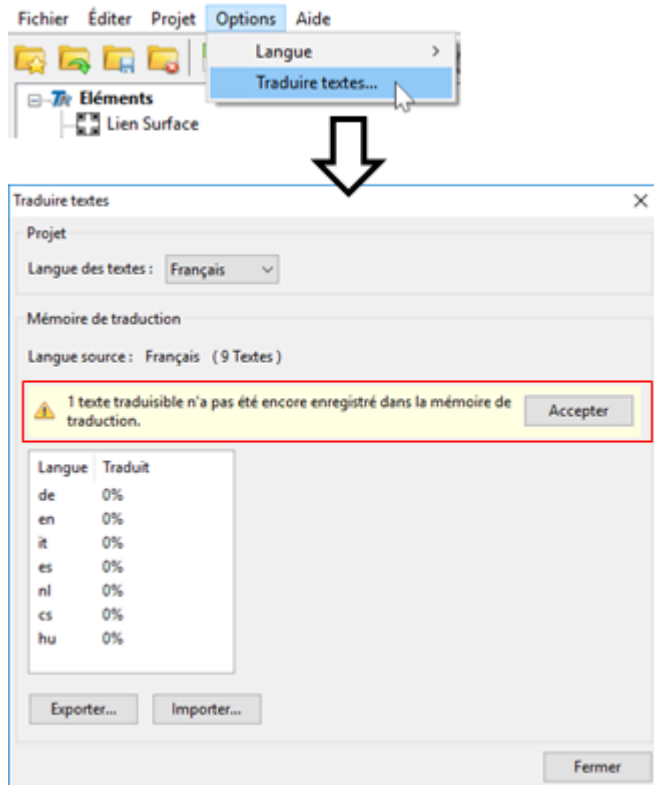 Fichier Éditer Projet Options Aide
Langue >
Traduire textes...
Eléments
Lien Surface
Traduire textes
Projet
Langue des textes : Français
Mémoire de traduction
Langue source : Français ( 9 Textes )
1 texte traduisible n'a pas été encore enregistré dans la mémoire de
traduction.
Accepter
Langue Traduit
de 0%
en 0%
it 0%
es 0%
nl 0%
cs 0%
hu 0%
Exporter... Importer...
Fermer